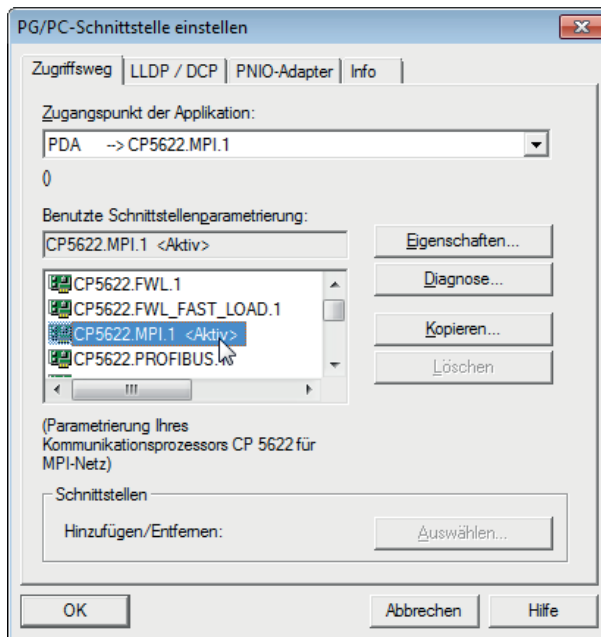 PG/PC-Schnittstelle einstellen
Zugriffsweg LLDP / DCP PNIO-Adapter Info
Zugangspunkt der Applikation:
PDA --> CP5622.MPI.1
()
Benutzte Schnittstellenparametrierung:
CP5622.MPI.1 <Aktiv>
Eigenschaften...
CP5622.FWL.1
Diagnose...
CP5622.FWL_FAST_LOAD.1
CP5622.MPI.1 <Aktiv>
Kopieren...
CP5622.PROFIBUS.
Löschen
(Parametrierung Ihres
Kommunikationsprozessors CP 5622 für
MPI-Netz)
Schnittstellen
Hinzufügen/Entfernen:
Auswählen...
OK Abbrechen Hilfe